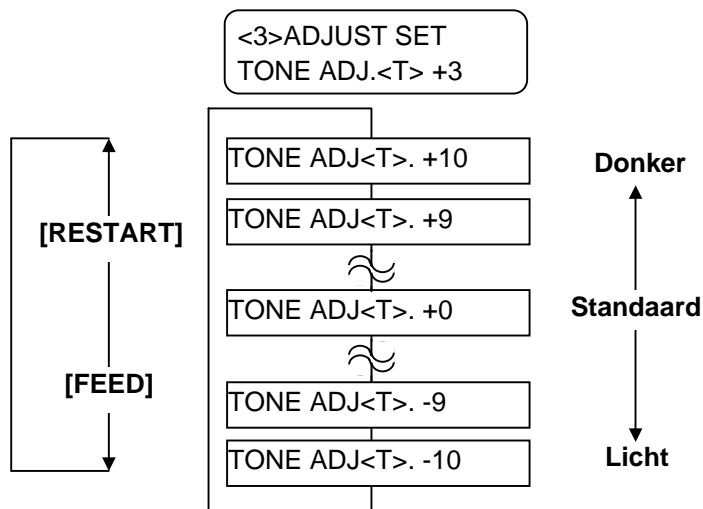 <3>ADJUST SET
TONE ADJ.<T> +3
TONE ADJ<T>. +10
Donker
TONE ADJ<T>. +9
[RESTART]
TONE ADJ<T>. +0
Standaard
[FEED]
TONE ADJ<T>. -9
TONE ADJ<T>. -10
Licht